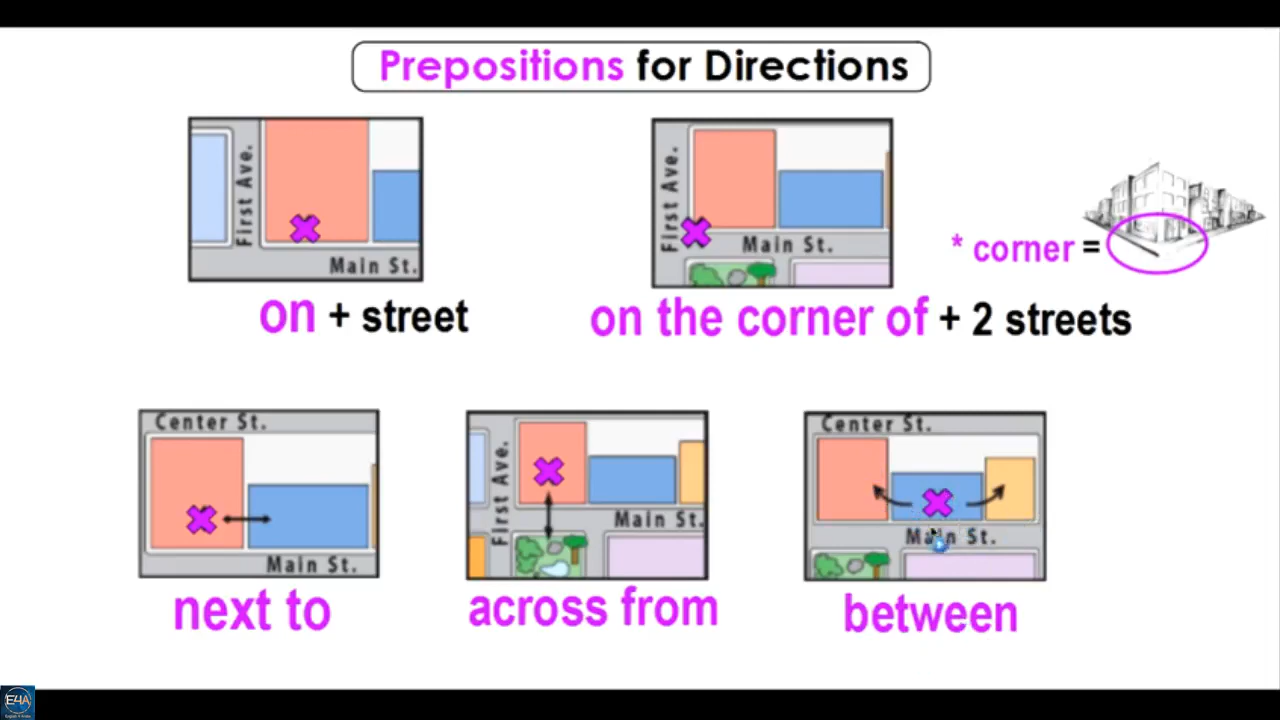 Prepositions for Directions
First Ave.
Main St.
on + street
First Ave.
Main St.
* corner =
on the corner of + 2 streets
Center St.
Main St.
next to
First Ave.
Main St.
across from
Center St.
Main St.
between
E4A